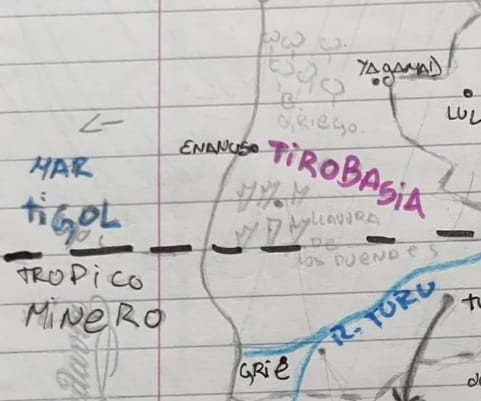 YAgAMAD
LUL
B.
GRIEGO.
ENANUSO
TiROBASiA
MAR
tiGOL
LLANURA
DE
LOS DUENDES
TROPICO
MiNERO
R. TURU
GRiE